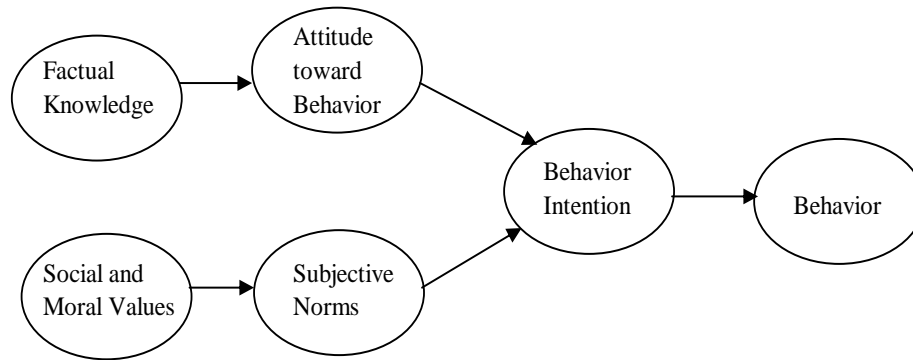 Factual
Knowledge
Attitude
toward
Behavior
Behavior
Intention
Behavior
Social and
Moral Values
Subjective
Norms